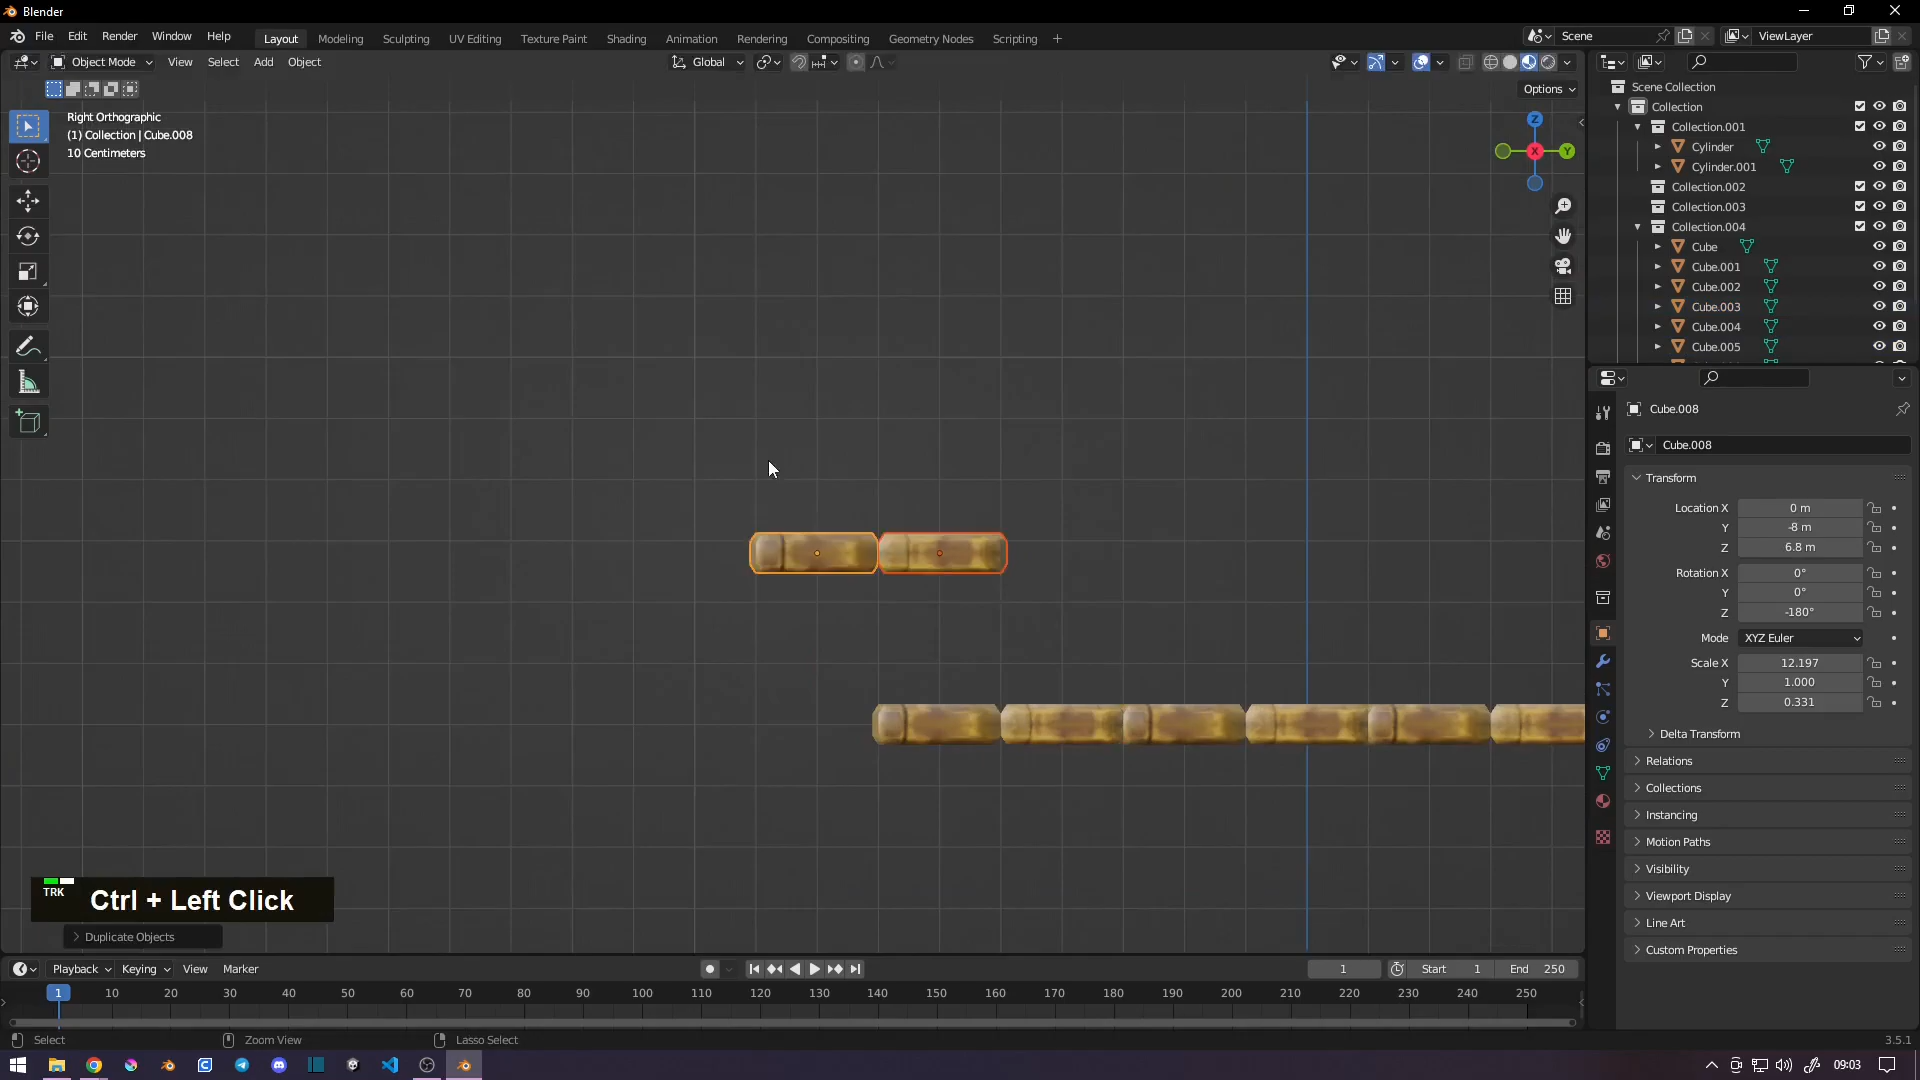 Blender
File Edit Render Window Help Layout Modeling Sculpting UV Editing Texture Paint Shading Animation Rendering Compositing Geometry Nodes Scripting + Scene ViewLayer
Object Mode View Select Add Object Global
Options
Right Orthographic
(1) Collection | Cube.008
10 Centimeters
Z
X
Y
Scene Collection
Collection
Collection.001
Cylinder
Cylinder.001
Collection.002
Collection.003
Collection.004
Cube
Cube.001
Cube.002
Cube.003
Cube.004
Cube.005
Cube.008
Cube.008
Transform
Location X 0 m
Y -8 m
Z 6.8 m
Rotation X 0°
Y 0°
Z -180°
Mode XYZ Euler
Scale X 12.197
Y 1.000
Z 0.331
Delta Transform
Relations
Collections
Instancing
Motion Paths
Visibility
Viewport Display
Line Art
Custom Properties
TRK Ctrl + Left Click
Duplicate Objects
Playback Keying View Marker 1 Start 1 End 250
1 10 20 30 40 50 60 70 80 90 100 110 120 130 140 150 160 170 180 190 200 210 220 230 240 250
Select Zoom View Lasso Select 3.5.1
09:03